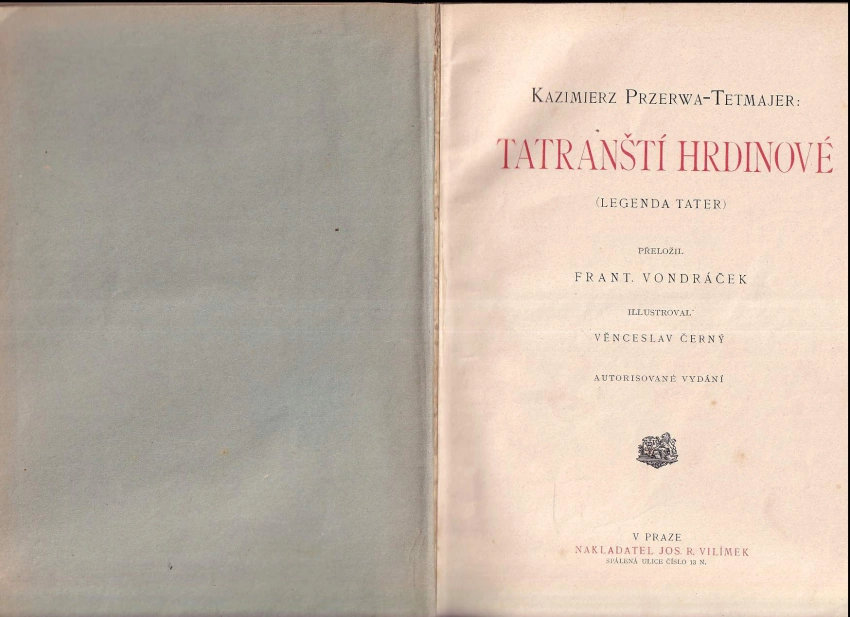 KAZIMIERZ PRZERWA-TETMAJER:
TATRANŠTÍ HRDINOVÉ
(LEGENDA TATER)
PŘELOŽIL
FRANT. VONDRÁČEK
ILLUSTROVAL
VĚNCESLAV ČERNÝ
AUTORISOVANÉ VYDÁNÍ
V PRAZE
NAKLADATEL JOS. R. VILÍMEK
SPÁLENÁ ULICE ČÍSLO 13 N.